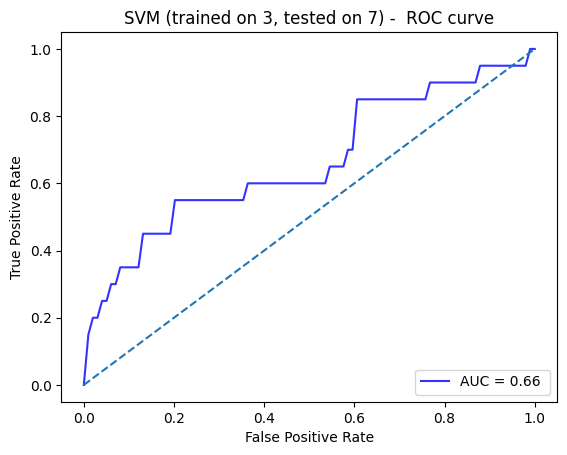 SVM (trained on 3, tested on 7) -  ROC curve
True Positive Rate
1.0
0.8
0.6
0.4
0.2
0.0
AUC = 0.66
0.0 0.2 0.4 0.6 0.8 1.0
False Positive Rate